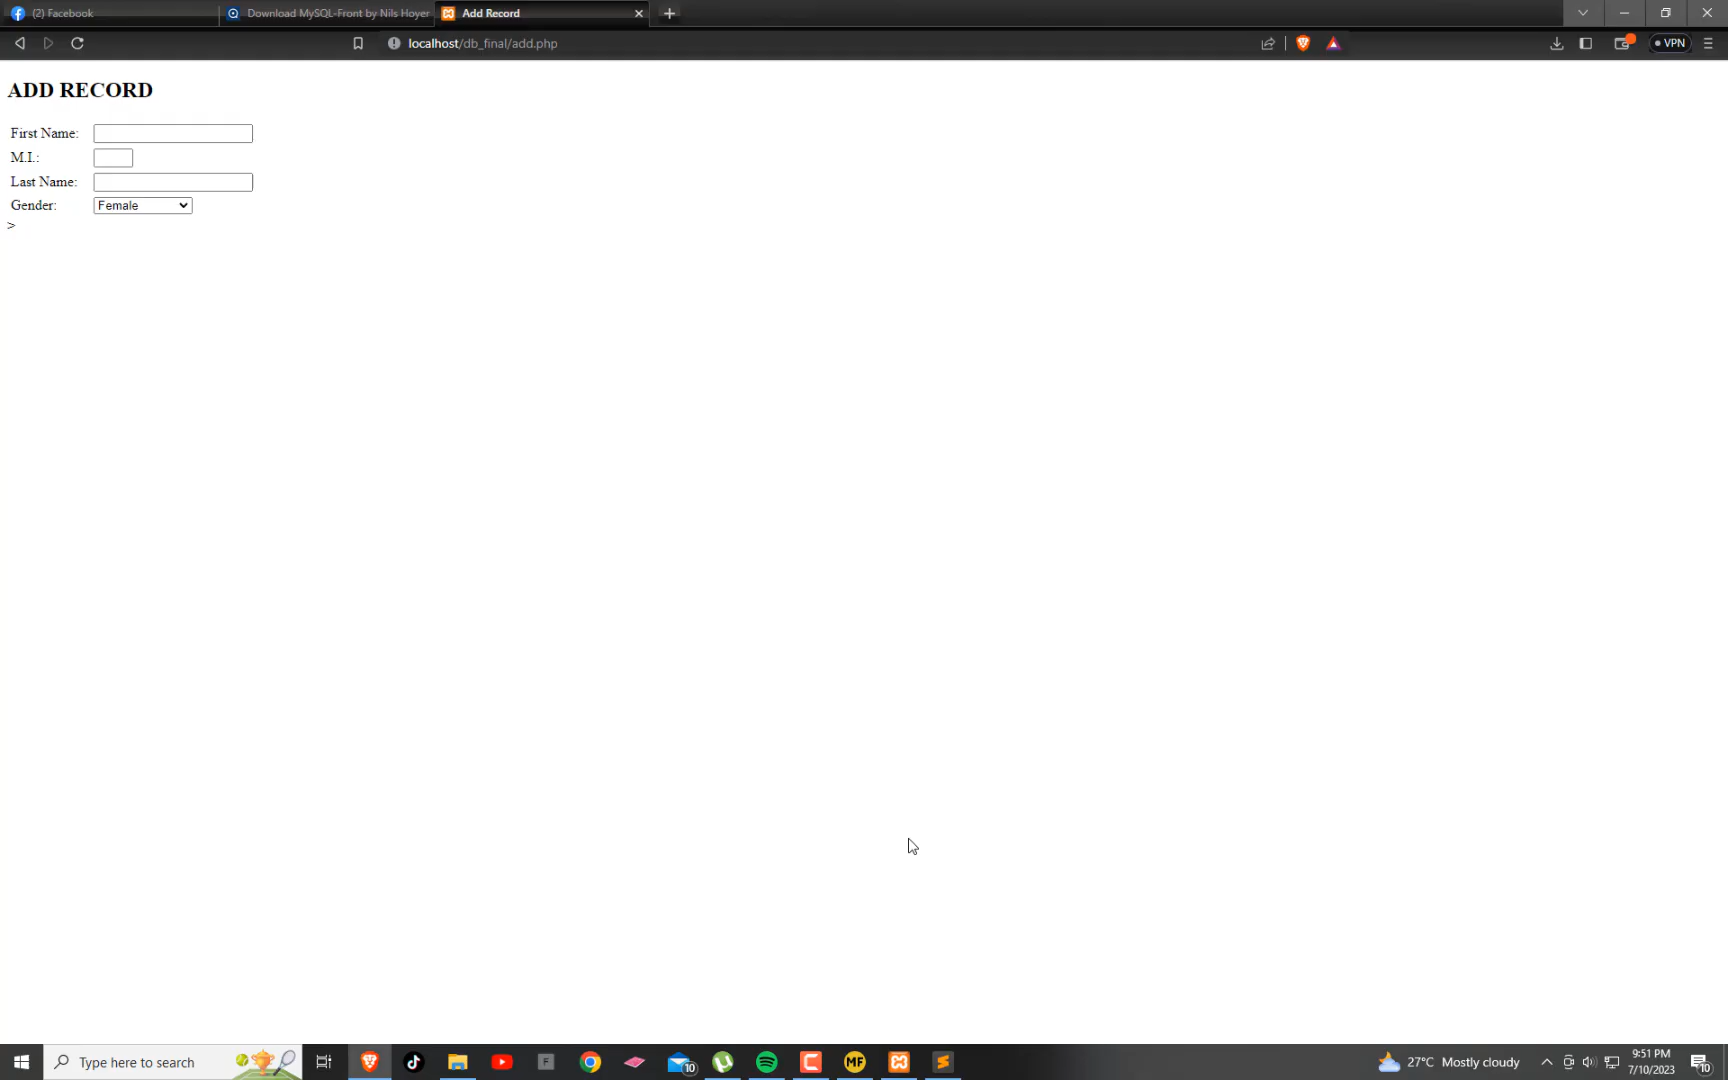 (2) Facebook
Download MySQL-Front by Nils Hoyer
Add Record
localhost/db_final/add.php
VPN
ADD RECORD
First Name:
M.I.:
Last Name:
Gender:
Female
>
Type here to search
F
10
MF
27°C Mostly cloudy
9:51 PM
7/10/2023
10